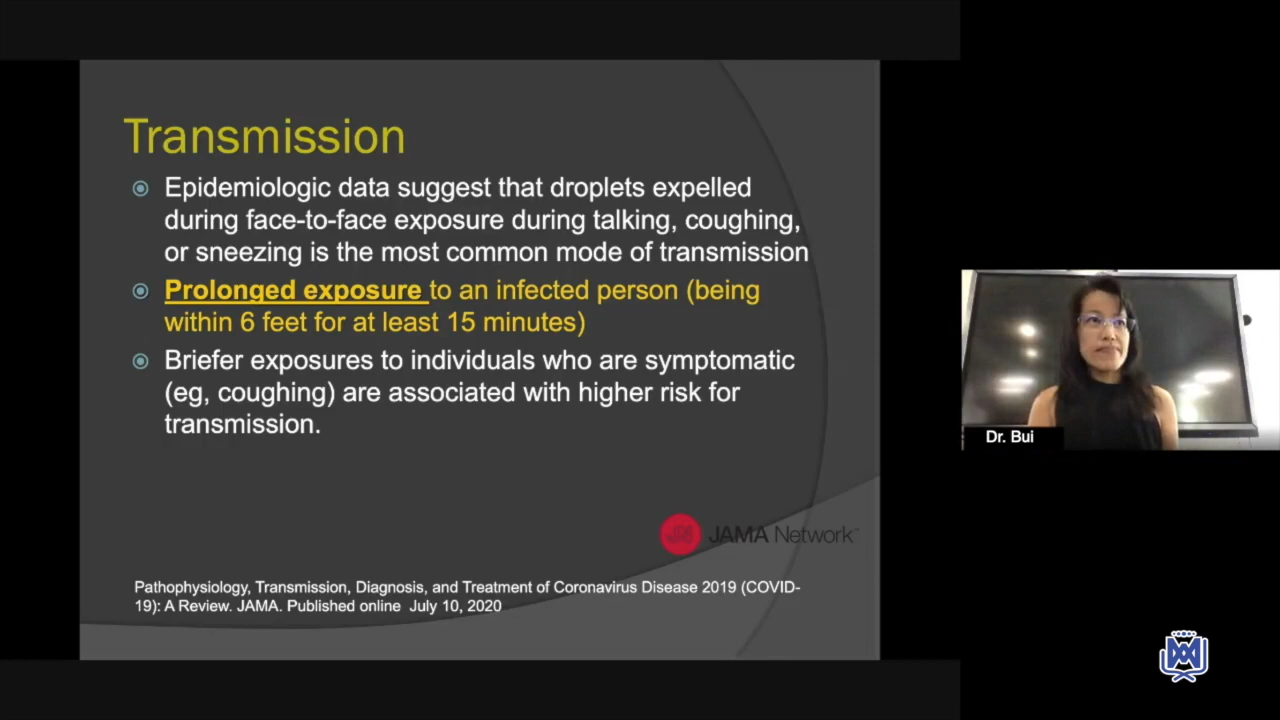 Transmission
Epidemiologic data suggest that droplets expelled
during face-to-face exposure during talking, coughing,
or sneezing is the most common mode of transmission
Prolonged exposure to an infected person (being
within 6 feet for at least 15 minutes)
Briefer exposures to individuals who are symptomatic
(eg, coughing) are associated with higher risk for
transmission.
JAMA Network™
Pathophysiology, Transmission, Diagnosis, and Treatment of Coronavirus Disease 2019 (COVID-
19): A Review. JAMA. Published online July 10, 2020
Dr. Bui